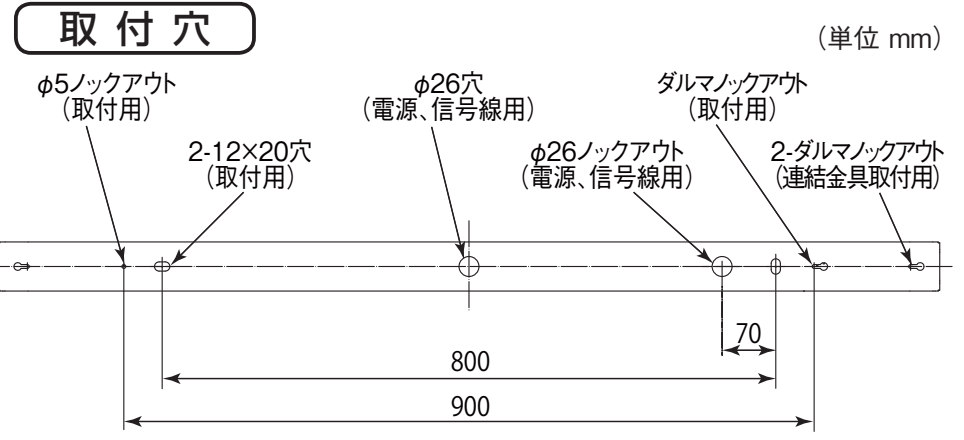 取付穴
(単位 mm)
φ5ノックアウト
(取付用)
φ26穴
(電源、信号線用)
ダルマノックアウト
(取付用)
2-12×20穴
(取付用)
φ26ノックアウト
(電源、信号線用)
2-ダルマノックアウト
(連結金具取付用)
70
800
900